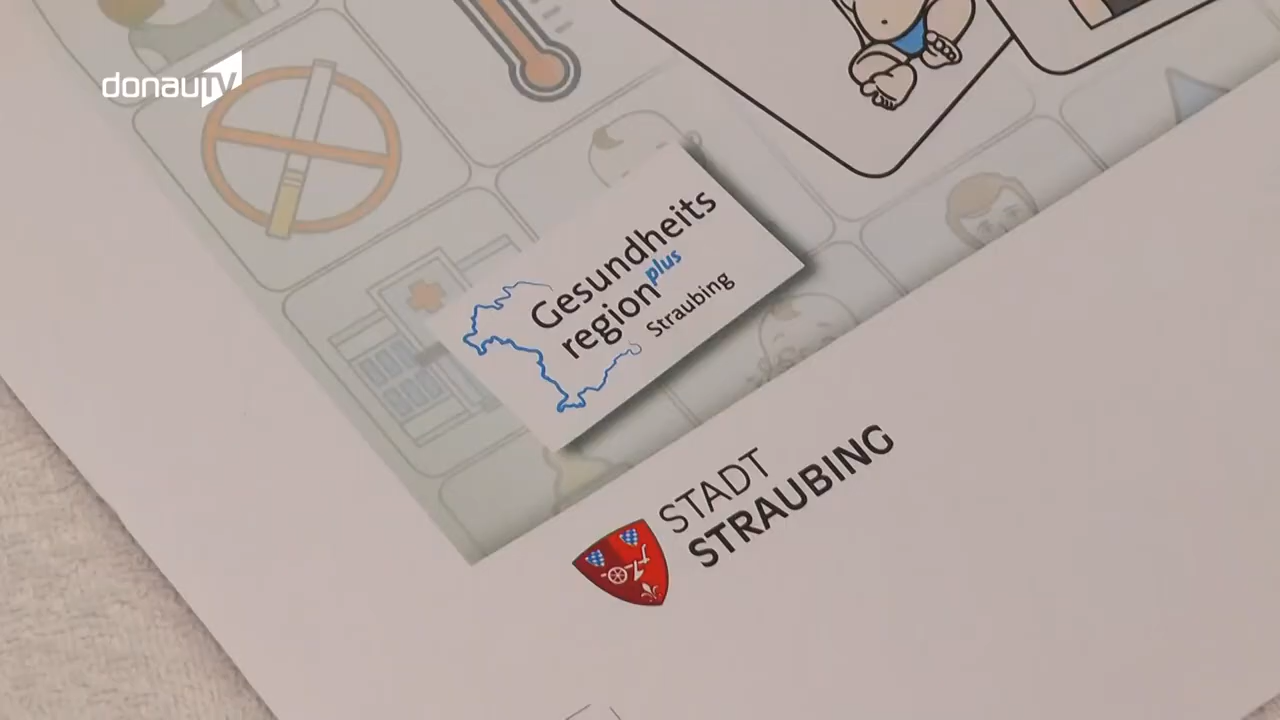 donauTV
Gesundheits
region plus
Straubing
STADT
STRAUBING